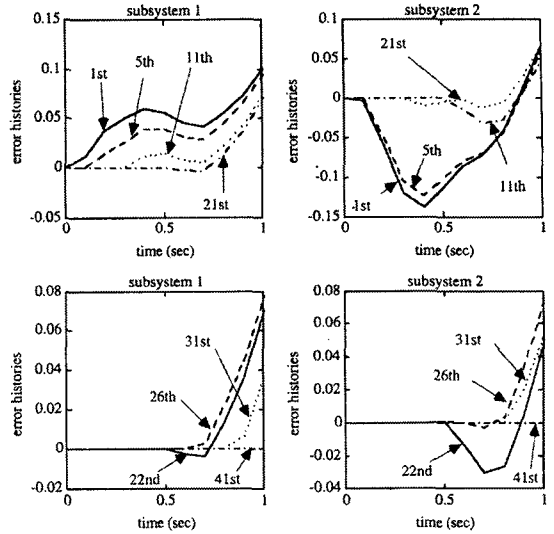 subsystem 1
0.15
0.1
0.05
0
-0.05
error histories
1st
5th
11th
21st
0
0.5
1
time (sec)
subsystem 2
0.1
0.05
0
-0.05
-0.1
-0.15
error histories
21st
5th
11th
1st
0
0.5
1
time (sec)
subsystem 1
0.08
0.06
0.04
0.02
0
-0.02
error histories
31st
26th
22nd
41st
0
0.5
1
time (sec)
subsystem 2
0.08
0.06
0.04
0.02
0
-0.02
-0.04
error histories
31st
26th
22nd
41st
0
0.5
1
time (sec)